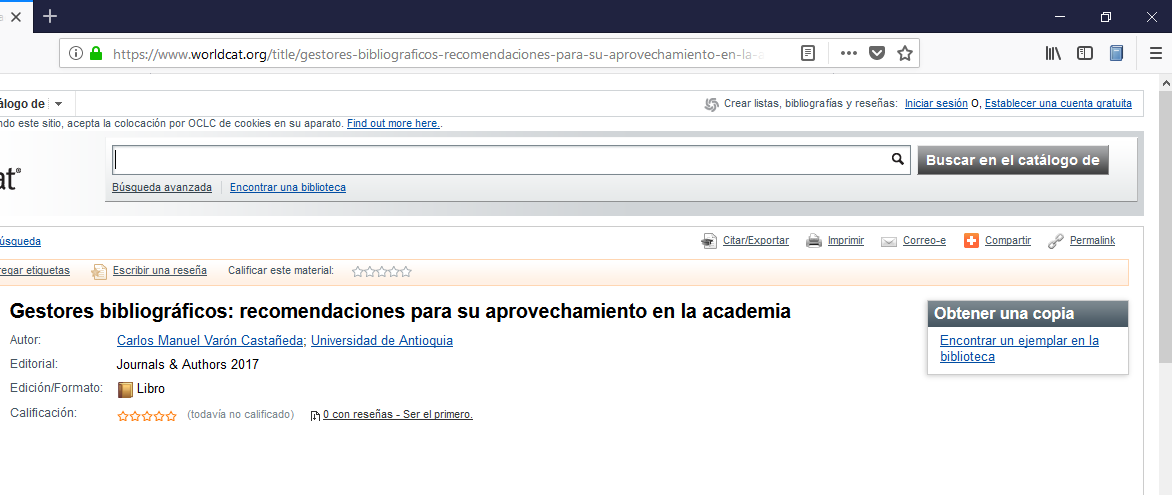 https://www.worldcat.org/title/gestores-bibliograficos-recomendaciones-para-su-aprovechamiento-en-la-a
álogo de
Crear listas, bibliografías y reseñas: Iniciar sesión O, Establecer una cuenta gratuita
ndo este sitio, acepta la colocación por OCLC de cookies en su aparato. Find out more here..
at®
Buscar en el catálogo de
Búsqueda avanzada Encontrar una biblioteca
úsqueda
Citar/Exportar Imprimir Correo-e Compartir Permalink
regar etiquetas Escribir una reseña Calificar este material:
Gestores bibliográficos: recomendaciones para su aprovechamiento en la academia
Obtener una copia
Autor: Carlos Manuel Varón Castañeda; Universidad de Antioquia
Encontrar un ejemplar en la
biblioteca
Editorial: Journals & Authors 2017
Edición/Formato: Libro
Calificación: (todavía no calificado) 0 con reseñas - Ser el primero.